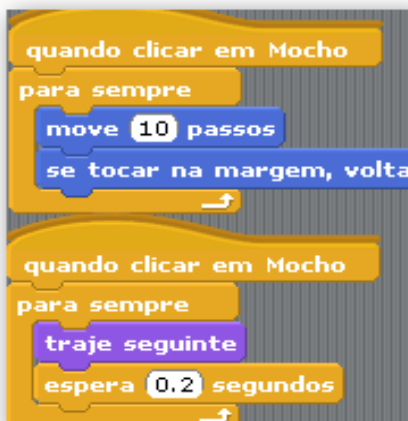 quando clicar em Mocho
para sempre
move 10 passos
se tocar na margem, volta
quando clicar em Mocho
para sempre
traje seguinte
espera 0.2 segundos